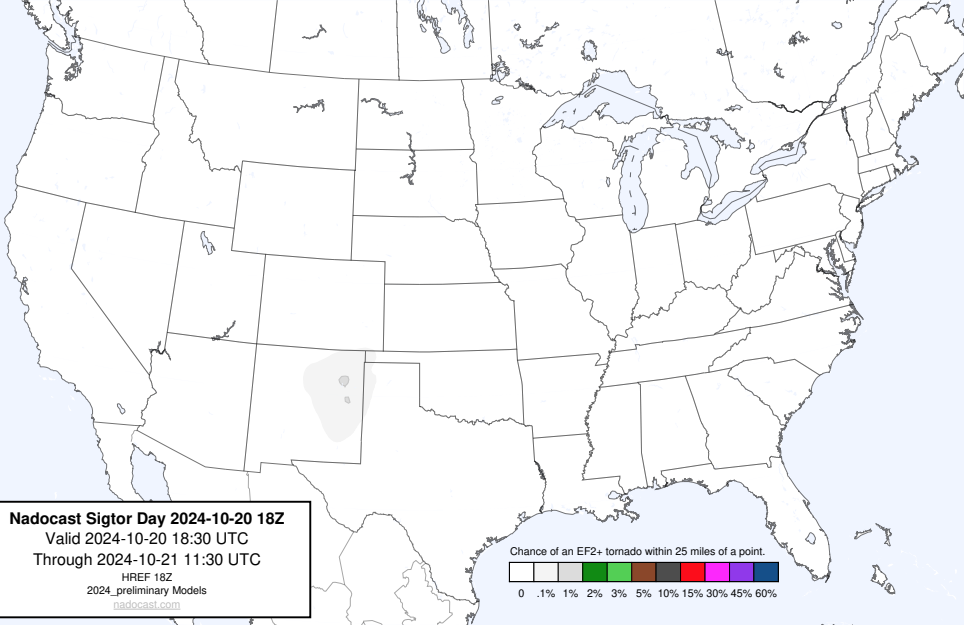 Nadocast Sigtor Day 2024-10-20 18Z
Valid 2024-10-20 18:30 UTC
Through 2024-10-21 11:30 UTC
HREF 18Z
2024_preliminary Models
nadocast.com
Chance of an EF2+ tornado within 25 miles of a point.
0 .1% 1% 2% 3% 5% 10% 15% 30% 45% 60%